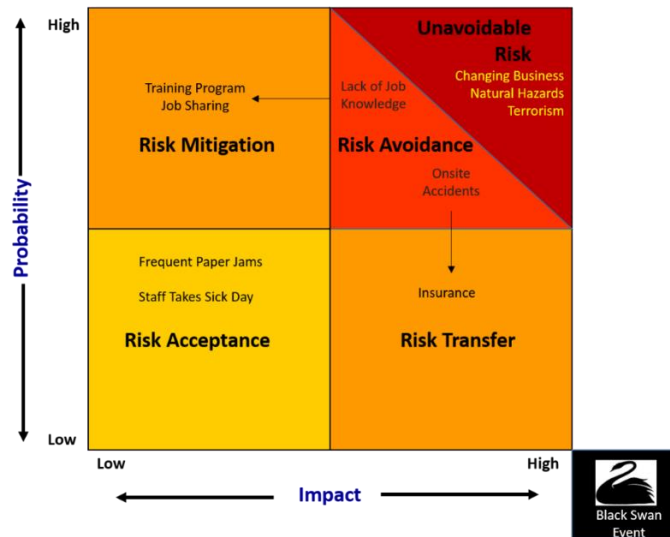 High
Unavoidable
Risk
Changing Business
Natural Hazards
Terrorism
Training Program
Job Sharing
Lack of Job
Knowledge
Risk Mitigation
Risk Avoidance
Onsite
Accidents
Probability
Frequent Paper Jams
Staff Takes Sick Day
Insurance
Risk Acceptance
Risk Transfer
Low
Low
High
Impact
Black Swan
Event